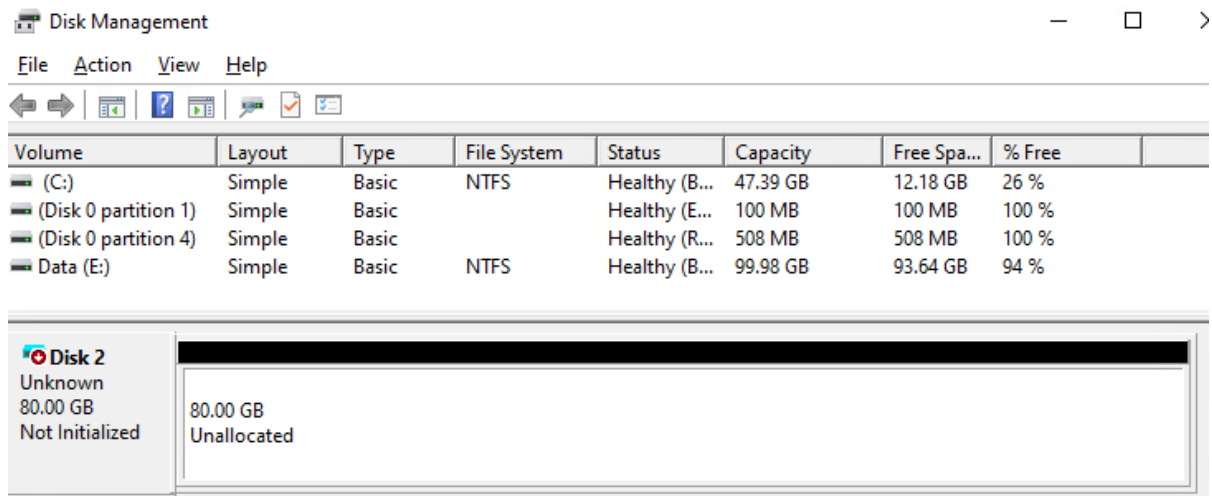 Disk Management
File Action View Help
Volume Layout Type File System Status Capacity Free Spa... % Free
(C:) Simple Basic NTFS Healthy (B... 47.39 GB 12.18 GB 26 %
(Disk 0 partition 1) Simple Basic Healthy (E... 100 MB 100 MB 100 %
(Disk 0 partition 4) Simple Basic Healthy (R... 508 MB 508 MB 100 %
Data (E:) Simple Basic NTFS Healthy (B... 99.98 GB 93.64 GB 94 %
Disk 2
Unknown
80.00 GB
Not Initialized
80.00 GB
Unallocated